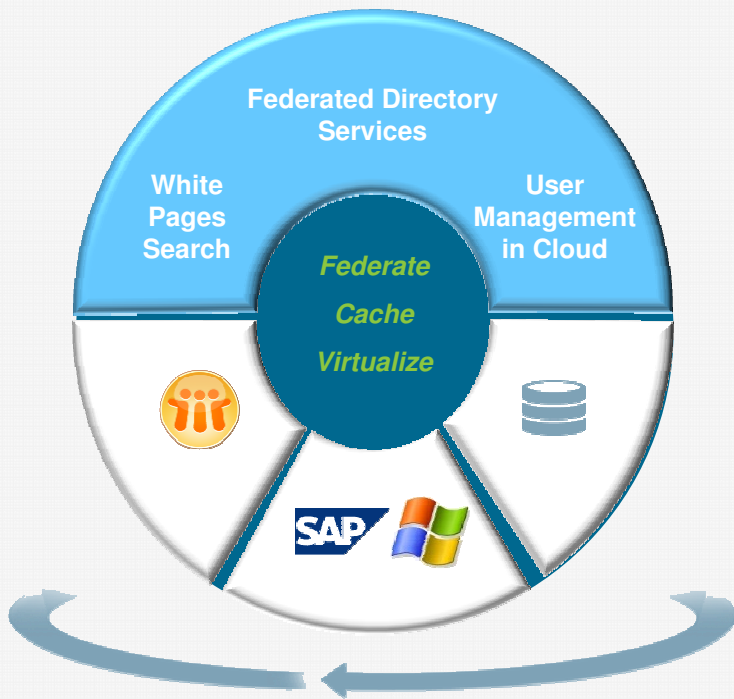 Federated Directory
Services
White
Pages
Search
User
Management
in Cloud
Federate
Cache
Virtualize
SAP